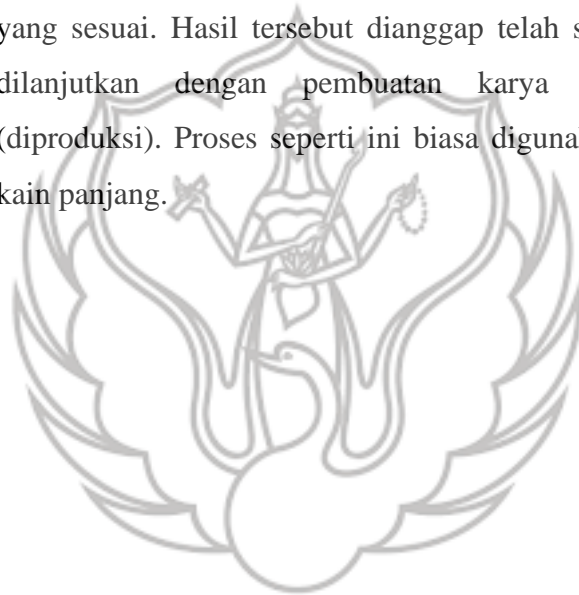 yang sesuai. Hasil tersebut dianggap telah s
dilanjutkan dengan pembuatan karya
(diproduksi). Proses seperti ini biasa diguna
kain panjang.